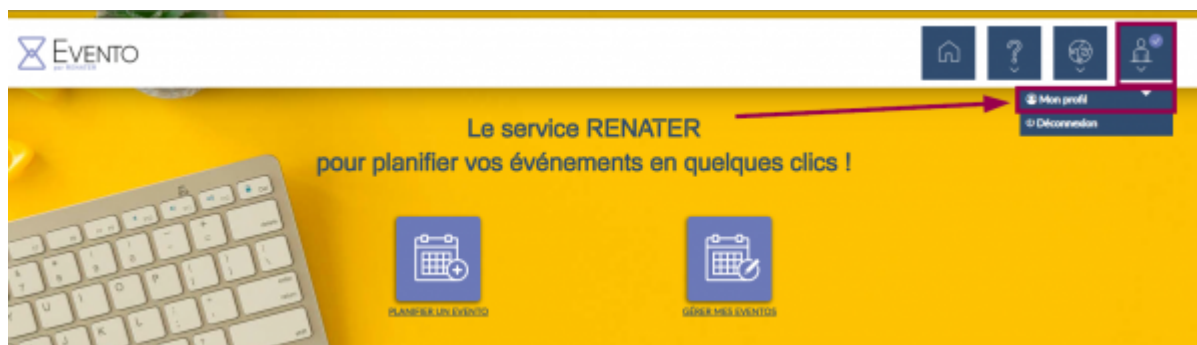 EVENTO
par RENATER
Mon profil
Déconnexion
Le service RENATER
pour planifier vos événements en quelques clics !
PLANIFIER UN EVENTO
GÉRER MES EVENTOS